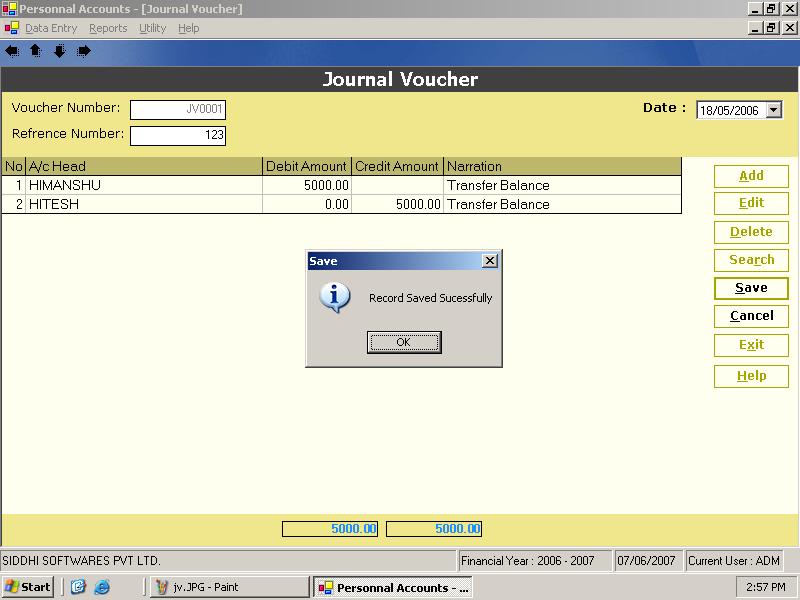 Personnal Accounts - [Journal Voucher]
Data Entry Reports Utility Help
Journal Voucher
Voucher Number: JV0001
Date : 18/05/2006
Refrence Number: 123
No A/c Head Debit Amount Credit Amount Narration
1 HIMANSHU 5000.00 Transfer Balance
2 HITESH 0.00 5000.00 Transfer Balance
Add
Edit
Delete
Search
Save
Cancel
Exit
Help
Save
Record Saved Sucessfully
OK
5000.00 5000.00
SIDDHI SOFTWARES PVT LTD. Financial Year : 2006 - 2007 07/06/2007 Current User : ADM
Start jv.JPG - Paint Personnal Accounts - ... 2:57 PM